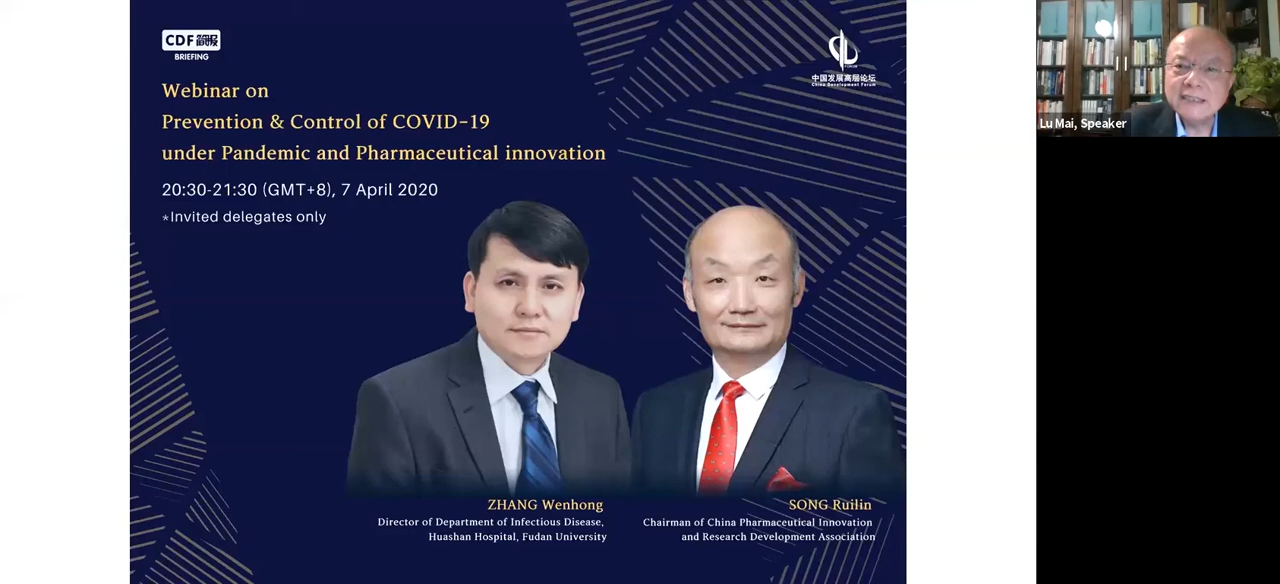 CDF 简报
BRIEFING
FORUM
中国发展高层论坛
China Development Forum
Webinar on
Prevention & Control of COVID-19
under Pandemic and Pharmaceutical innovation
20:30-21:30 (GMT+8), 7 April 2020
*Invited delegates only
ZHANG Wenhong
Director of Department of Infectious Disease,
Huashan Hospital, Fudan University
SONG Ruilin
Chairman of China Pharmaceutical Innovation
and Research Development Association
Lu Mai, Speaker